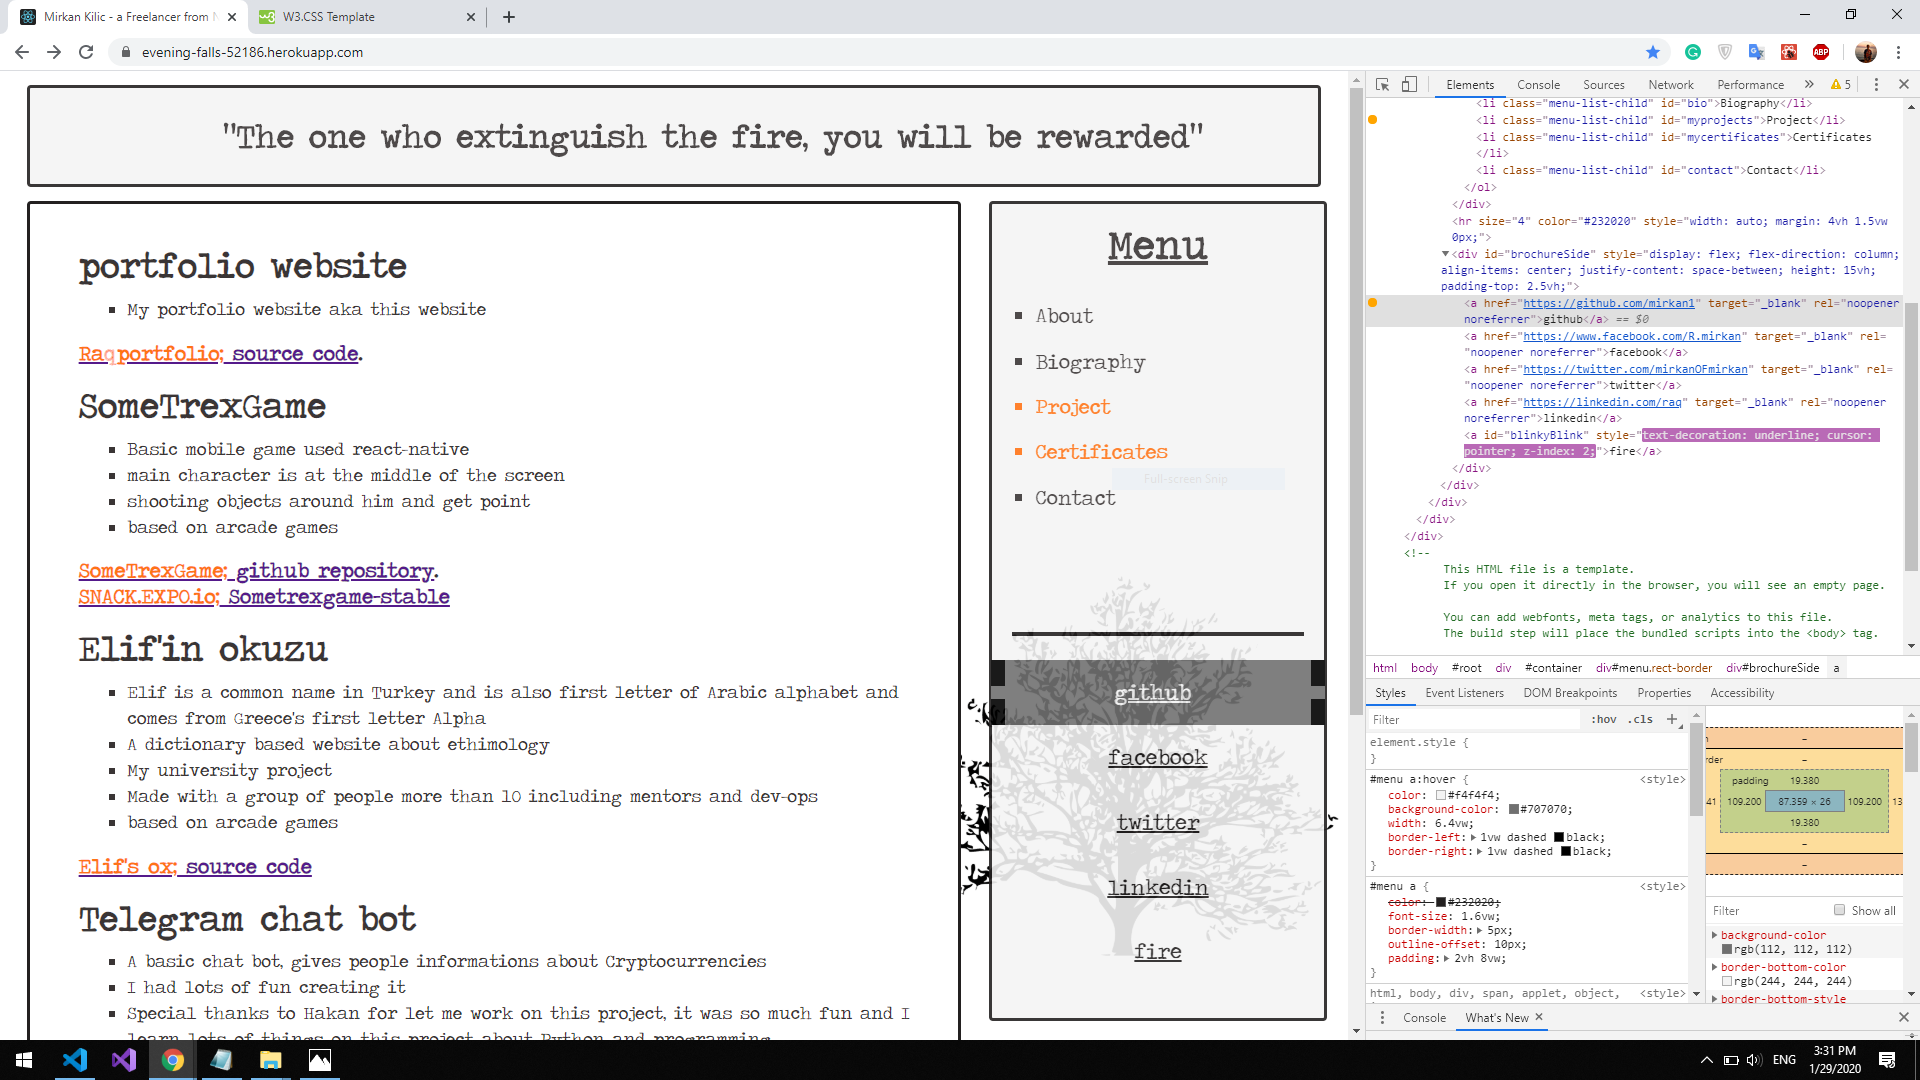 Mirkan Kilic - a Freelancer from N
W3.CSS Template
evening-falls-52186.herokuapp.com
ABP
"The one who extinguish the fire, you will be rewarded"
portfolio website
My portfolio website aka this website
Raqportfolio; source code.
SomeTrexGame
Basic mobile game used react-native
main character is at the middle of the screen
shooting objects around him and get point
based on arcade games
SomeTrexGame; github repository.
SNACK.EXPO.io; Sometrexgame-stable
Elif'in okuzu
Elif is a common name in Turkey and is also first letter of Arabic alphabet and
comes from Greece's first letter Alpha
A dictionary based website about ethimology
My university project
Made with a group of people more than 10 including mentors and dev-ops
based on arcade games
Elif's ox; source code
Telegram chat bot
A basic chat bot, gives people informations about Cryptocurrencies
I had lots of fun creating it
Special thanks to Hakan for let me work on this project, it was so much fun and I
learn lots of things on this project about Python and programming
Menu
About
Biography
Project
Certificates
Full-screen Snip
Contact
github
facebook
twitter
linkedin
fire
Elements Console Sources Network Performance » 5
<li class="menu-list-child" id="bio">Biography</li>
<li class="menu-list-child" id="myprojects">Project</li>
<li class="menu-list-child" id="mycertificates">Certificates
</li>
<li class="menu-list-child" id="contact">Contact</li>
</ol>
</div>
<hr size="4" color="#232020" style="width: auto; margin: 4vh 1.5vw
0px;">
<div id="brochureSide" style="display: flex; flex-direction: column;
align-items: center; justify-content: space-between; height: 15vh;
padding-top: 2.5vh;">
<a href="https://github.com/mirkan1" target="_blank" rel="noopener
noreferrer">github</a> == $0
<a href="https://www.facebook.com/R.mirkan" target="_blank" rel=
"noopener noreferrer">facebook</a>
<a href="https://twitter.com/mirkanOFmirkan" target="_blank" rel=
"noopener noreferrer">twitter</a>
<a href="https://linkedin.com/raq" target="_blank" rel="noopener
noreferrer">linkedin</a>
<a id="blinkyBlink" style="text-decoration: underline; cursor:
pointer; z-index: 2;">fire</a>
</div>
</div>
</div>
</div>
</div>
<!--
This HTML file is a template.
If you open it directly in the browser, you will see an empty page.
You can add webfonts, meta tags, or analytics to this file.
The build step will place the bundled scripts into the <body> tag.
html body #root div #container div#menu.rect-border div#brochureSide a
Styles Event Listeners DOM Breakpoints Properties Accessibility
Filter :hov .cls +
element.style {
}
#menu a:hover { <style>
color: #f4f4f4;
background-color: #707070;
width: 6.4vw;
border-left: 1vw dashed black;
border-right: 1vw dashed black;
}
#menu a { <style>
color: #232020;
font-size: 1.6vw;
border-width: 5px;
outline-offset: 10px;
padding: 2vh 8vw;
}
html, body, div, span, applet, object, <style>
–
rder –
padding 19.380
41 109.200 87.359 × 26 109.200 13
19.380
–
–
Filter Show all
background-color
rgb(112, 112, 112)
border-bottom-color
rgb(244, 244, 244)
border-bottom-style
Console What's New
ENG
3:31 PM
1/29/2020